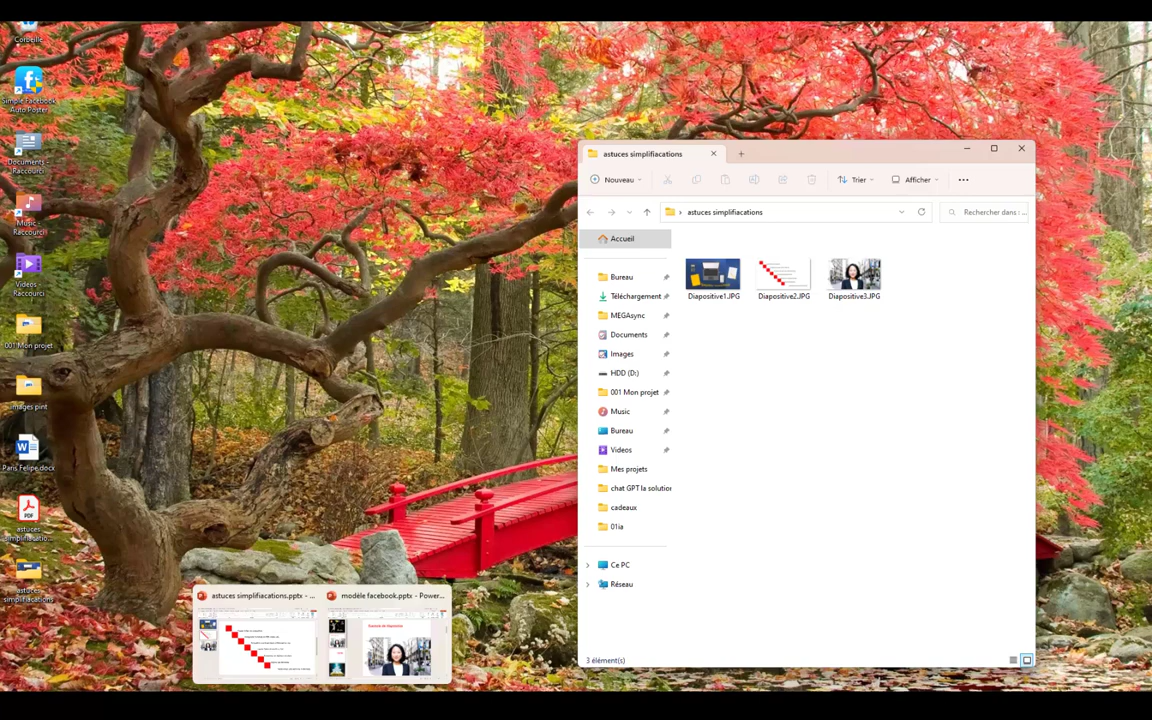 Corbeille
Simple Facebook
Auto Poster
Documents -
Raccourci
Music -
Raccourci
Videos -
Raccourci
001 Mon projet
images pint
Paris Felipe.docx
astuces
simplifiacatio...
astuces
simplifiacations
astuces simplifiacations
Nouveau
Trier
Afficher
astuces simplifiacations
Rechercher dans : ...
Accueil
Bureau
Téléchargement
MEGAsync
Documents
Images
HDD (D:)
001 Mon projet
Music
Bureau
Videos
Mes projets
chat GPT la solution
cadeaux
01ia
Ce PC
Réseau
Diapositive1.JPG
Diapositive2.JPG
Diapositive3.JPG
3 élément(s)
astuces simplifiacations.pptx - ...
modèle facebook.pptx - Power...